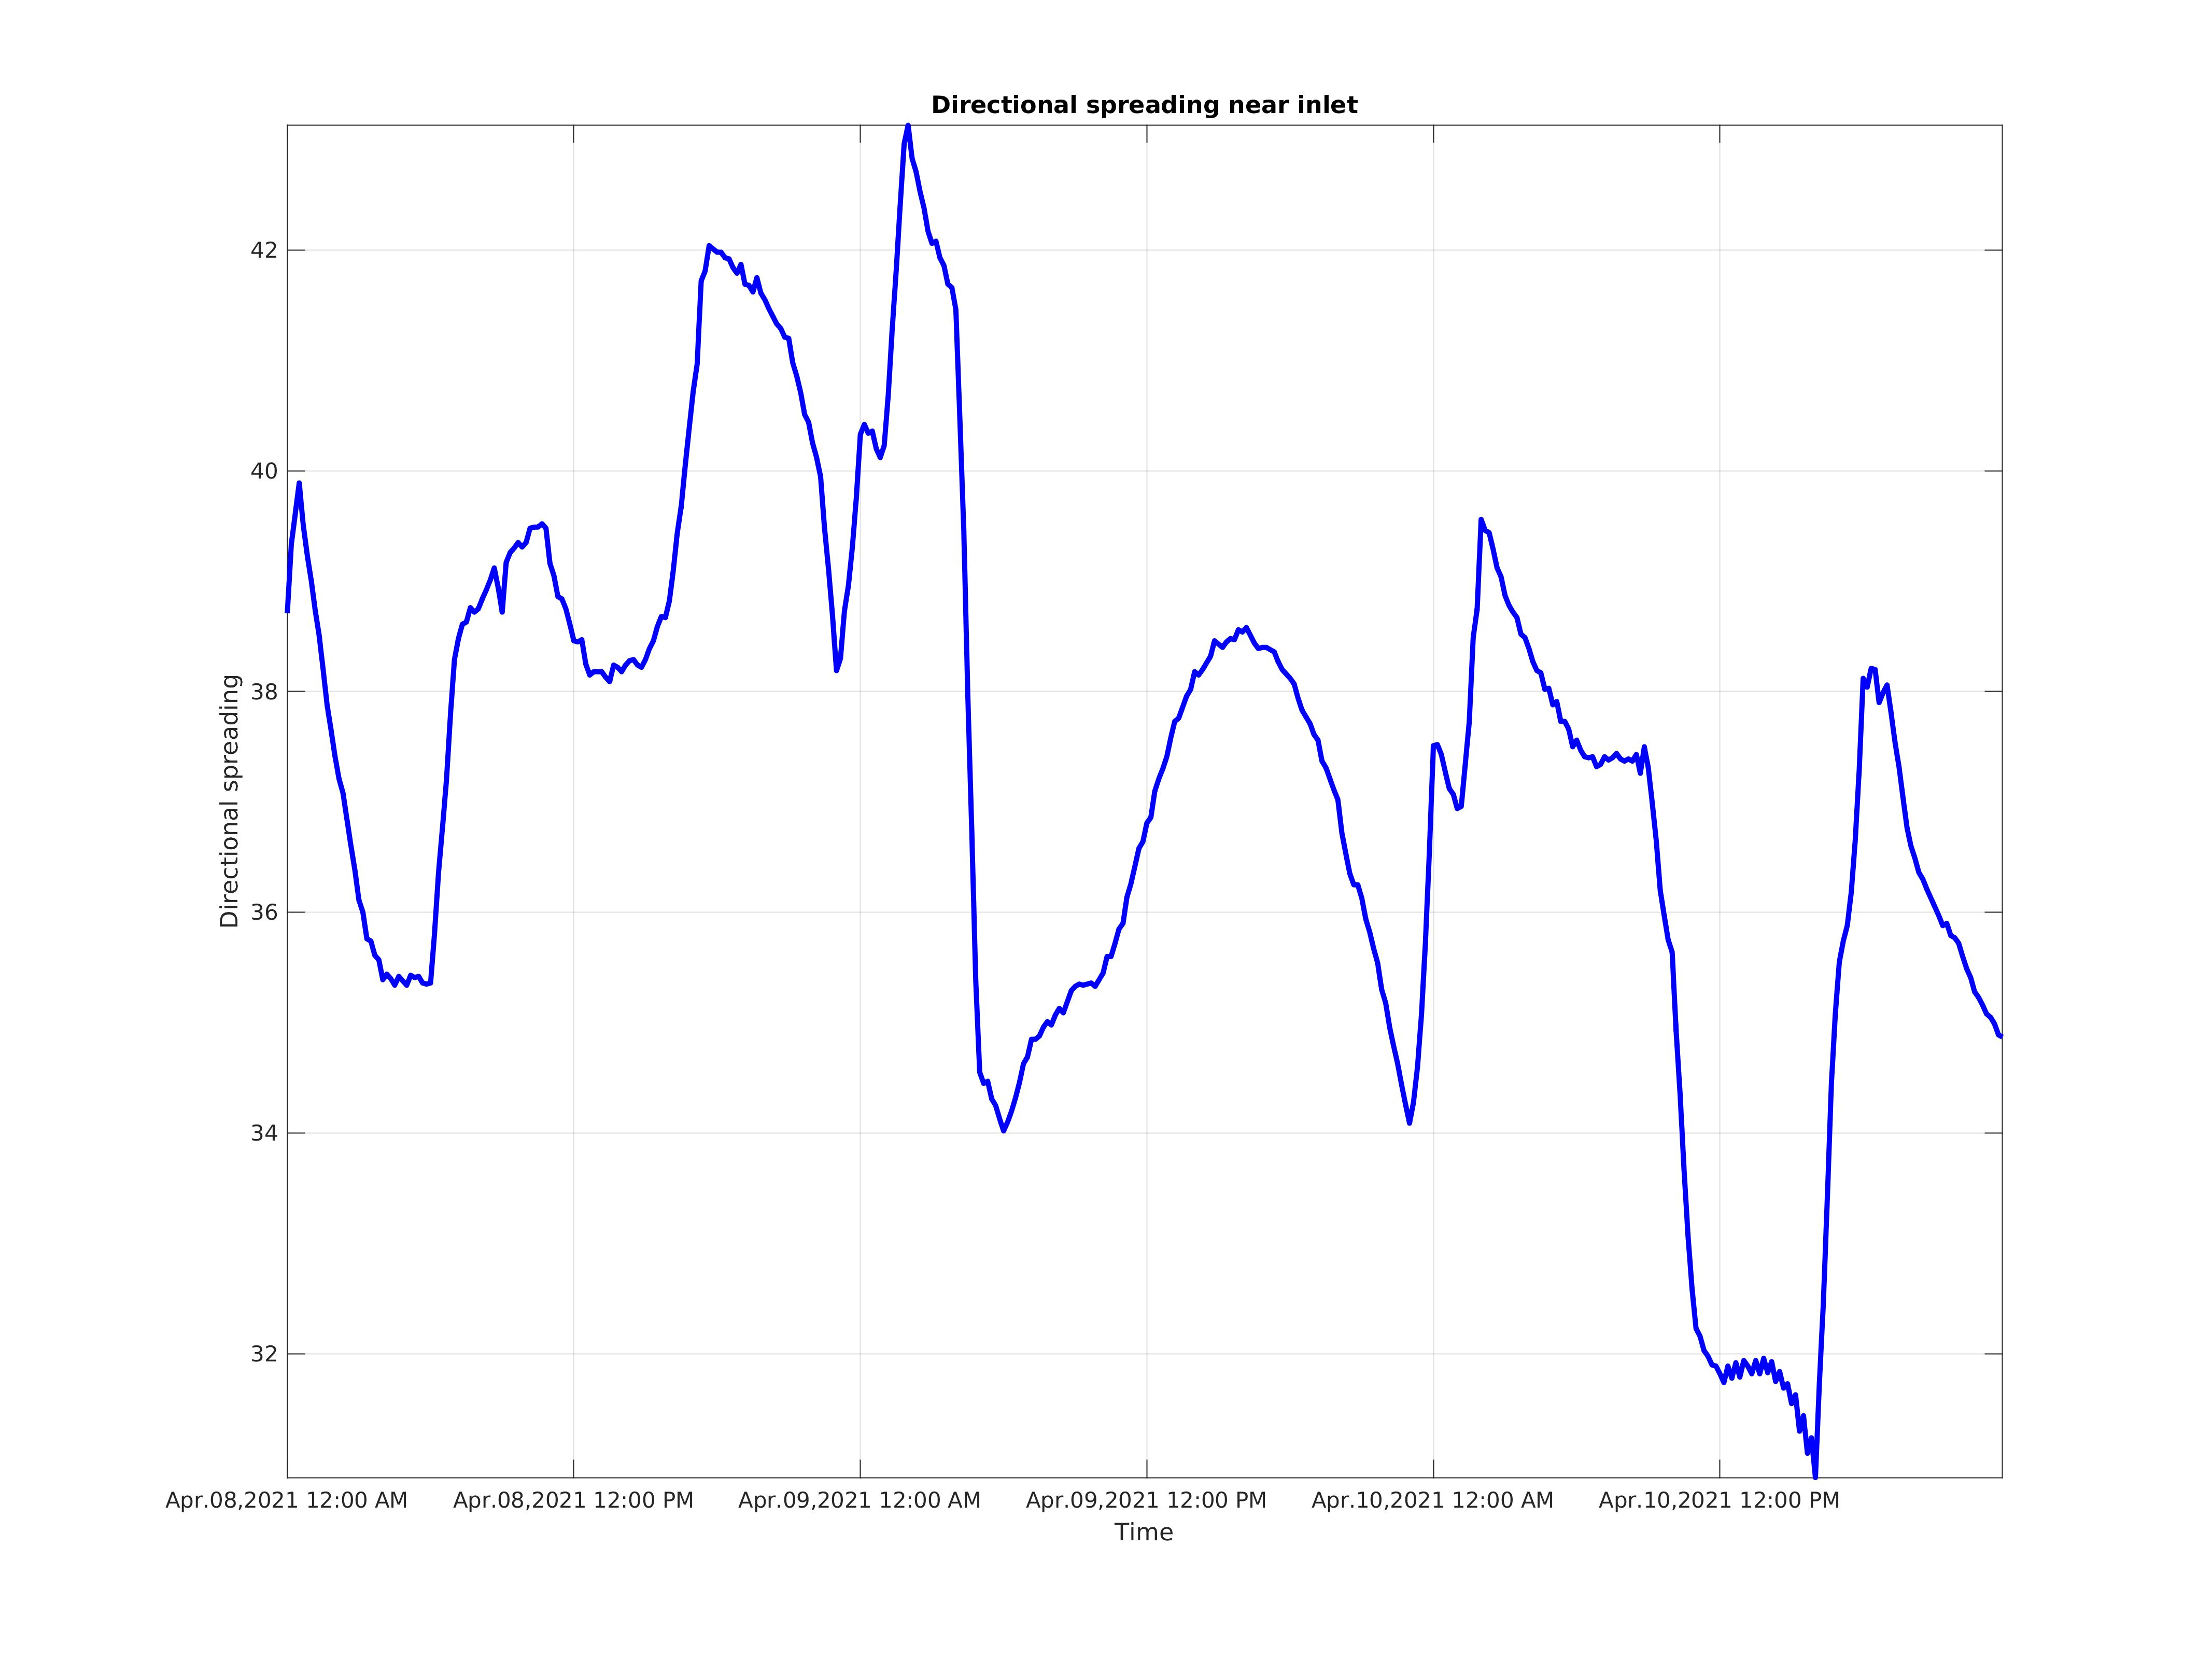 Directional spreading near inlet
42
40
38
36
34
32
Directional spreading
Apr.08,2021 12:00 AM
Apr.08,2021 12:00 PM
Apr.09,2021 12:00 AM
Apr.09,2021 12:00 PM
Apr.10,2021 12:00 AM
Apr.10,2021 12:00 PM
Time